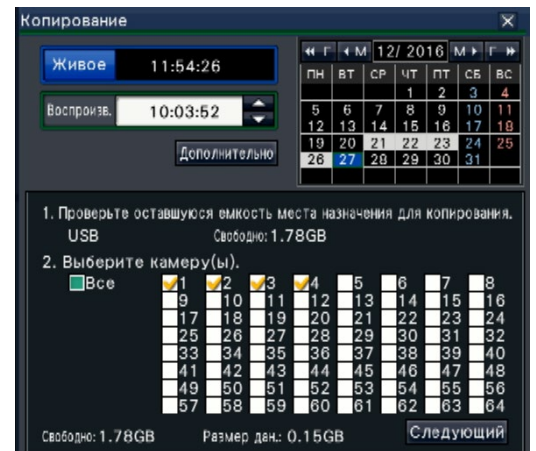 Копирование
Живое 11:54:26
Воспроизв. 10:03:52
Дополнительно
Г М 12/ 2016 М Г
ПН ВТ СР ЧТ ПТ СБ ВС
1 2 3 4
5 6 7 8 9 10 11
12 13 14 15 16 17 18
19 20 21 22 23 24 25
26 27 28 29 30 31
1. Проверьте оставшуюся емкость места назначения для копирования.
USB Свободно: 1.78GB
2. Выберите камеру(ы).
Все 1 2 3 4 5 6 7 8
9 10 11 12 13 14 15 16
17 18 19 20 21 22 23 24
25 26 27 28 29 30 31 32
33 34 35 36 37 38 39 40
41 42 43 44 45 46 47 48
49 50 51 52 53 54 55 56
57 58 59 60 61 62 63 64
Свободно: 1.78GB Размер дан.: 0.15GB Следующий